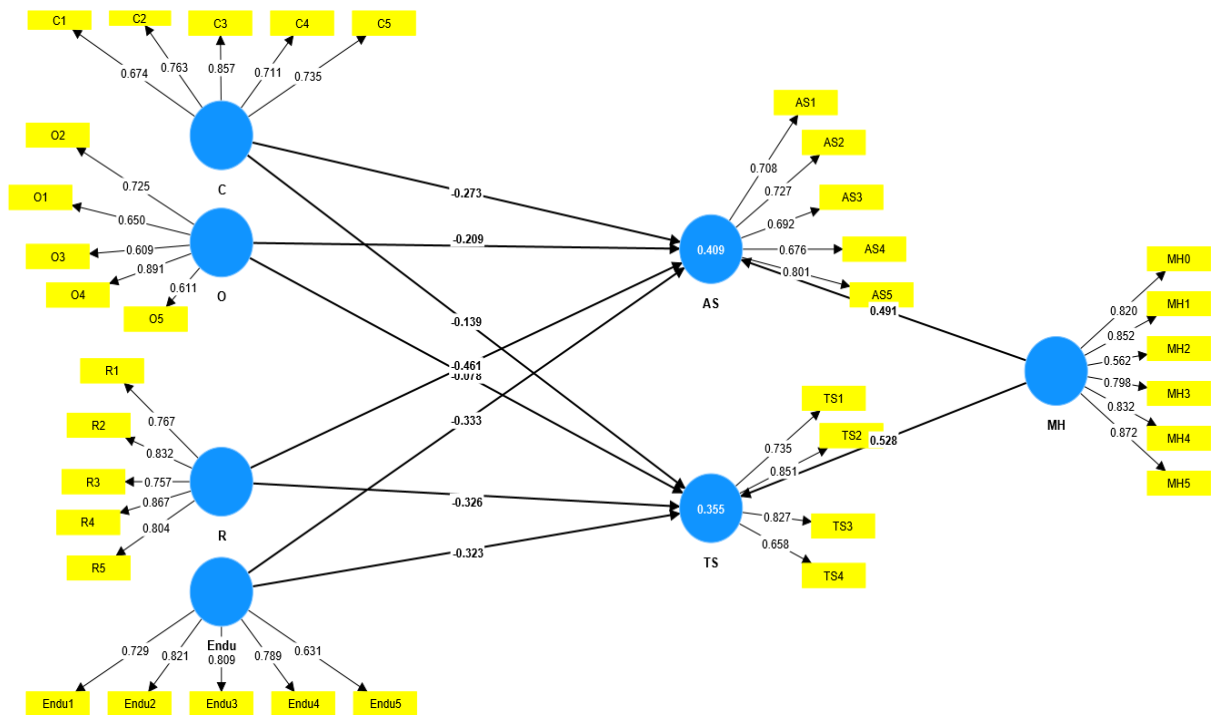 C1
C2
C3
C4
C5
0.674
0.763
0.857
0.711
0.735
C
O2
O1
O3
O4
O5
0.725
0.650
0.609
0.891
0.611
O
R1
R2
R3
R4
R5
0.767
0.832
0.757
0.867
0.804
R
Endu
0.729
0.821
0.809
0.789
0.631
Endu1
Endu2
Endu3
Endu4
Endu5
-0.273
-0.209
-0.139
-0.461
-0.078
-0.333
-0.326
-0.323
AS1
AS2
AS3
AS4
AS5
0.708
0.727
0.692
0.676
0.801
0.409
AS
0.491
TS1
TS2
TS3
TS4
0.735
0.851
0.827
0.658
0.355
TS
0.528
MH
MH0
MH1
MH2
MH3
MH4
MH5
0.820
0.852
0.562
0.798
0.832
0.872